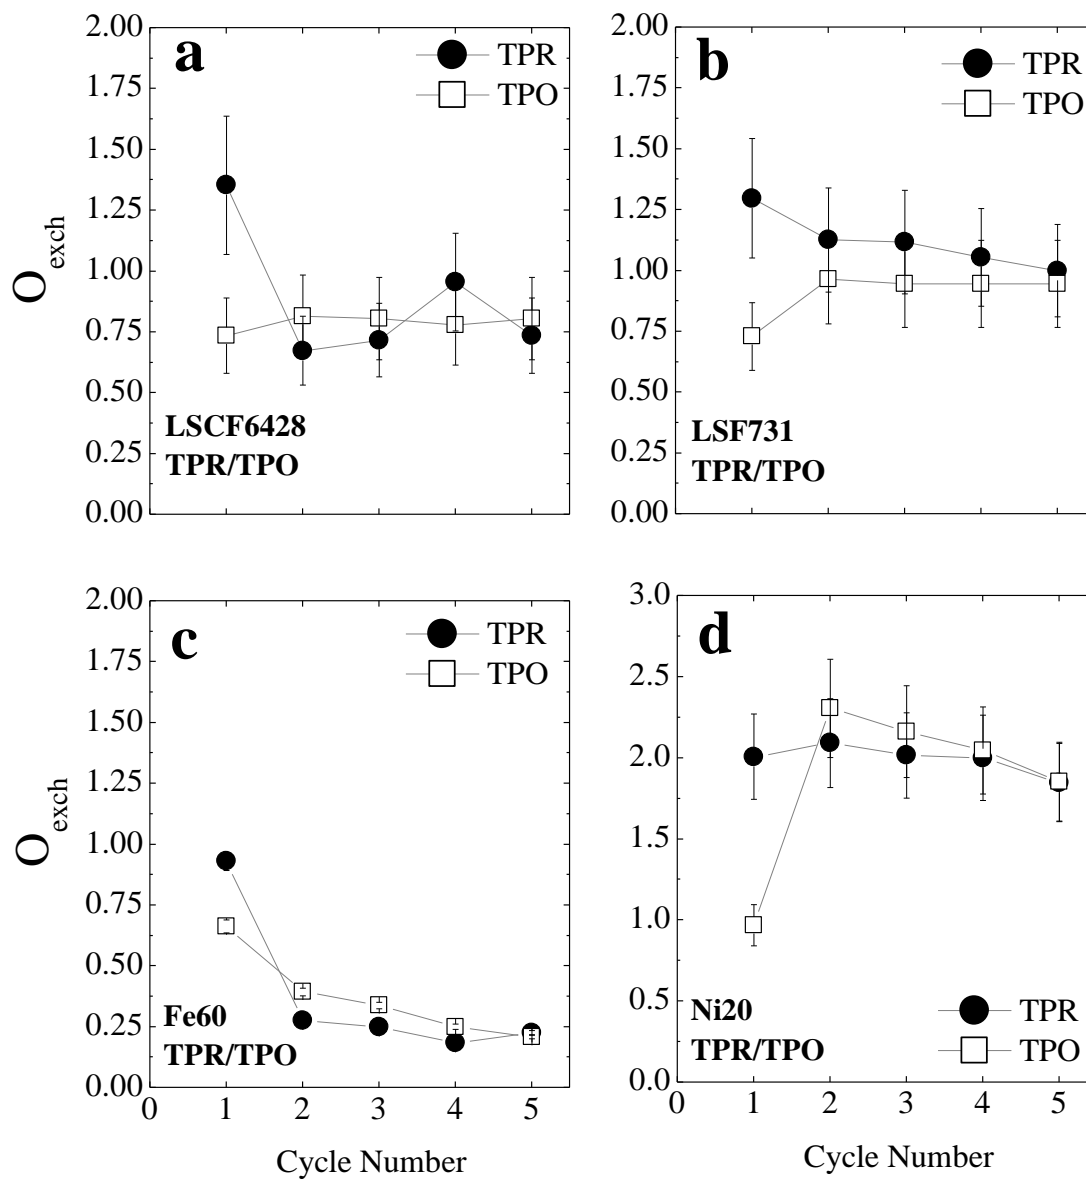 a
TPR
TPO
2.00
1.75
1.50
1.25
1.00
0.75
0.50
0.25
0.00
O_exch
LSCF6428
TPR/TPO
b
TPR
TPO
2.00
1.75
1.50
1.25
1.00
0.75
0.50
0.25
0.00
LSF731
TPR/TPO
c
TPR
TPO
2.00
1.75
1.50
1.25
1.00
0.75
0.50
0.25
0.00
O_exch
Fe60
TPR/TPO
0 1 2 3 4 5
Cycle Number
d
3.0
2.5
2.0
1.5
1.0
0.5
0.0
Ni20
TPR/TPO
TPR
TPO
0 1 2 3 4 5
Cycle Number